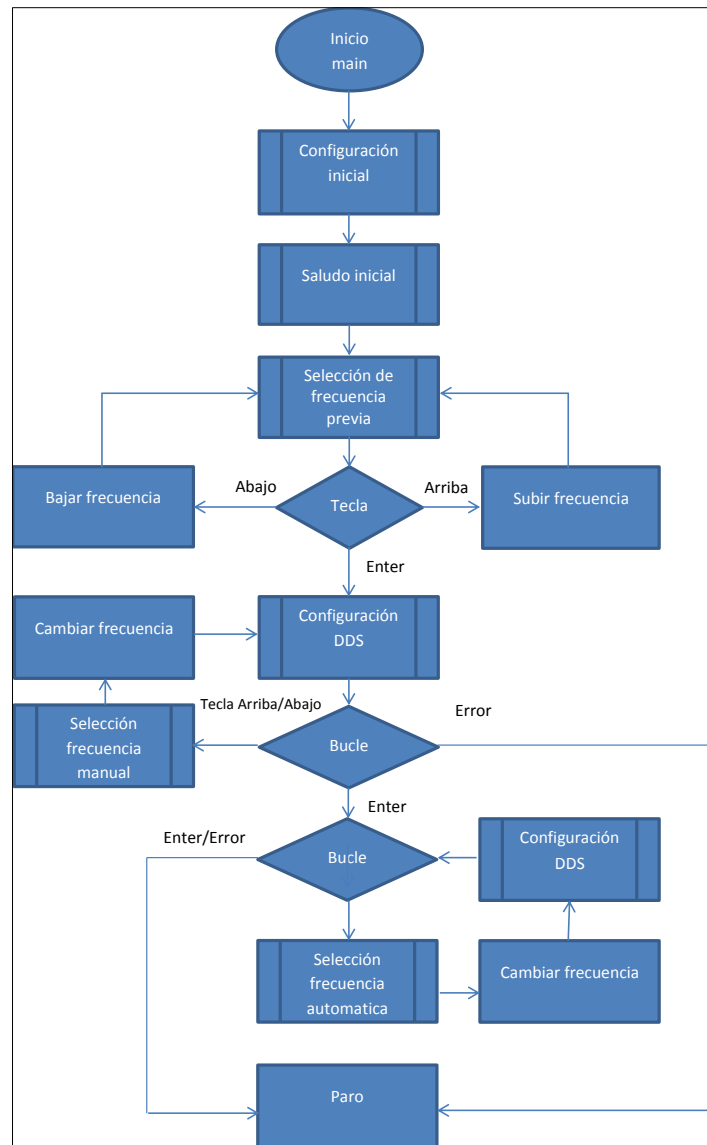 Inicio
main
Configuración
inicial
Saludo inicial
Selección de
frecuencia
previa
Bajar frecuencia
Abajo
Tecla
Arriba
Subir frecuencia
Enter
Cambiar frecuencia
Configuración
DDS
Tecla Arriba/Abajo
Error
Selección
frecuencia
manual
Bucle
Enter
Enter/Error
Bucle
Configuración
DDS
Selección
frecuencia
automatica
Cambiar frecuencia
Paro